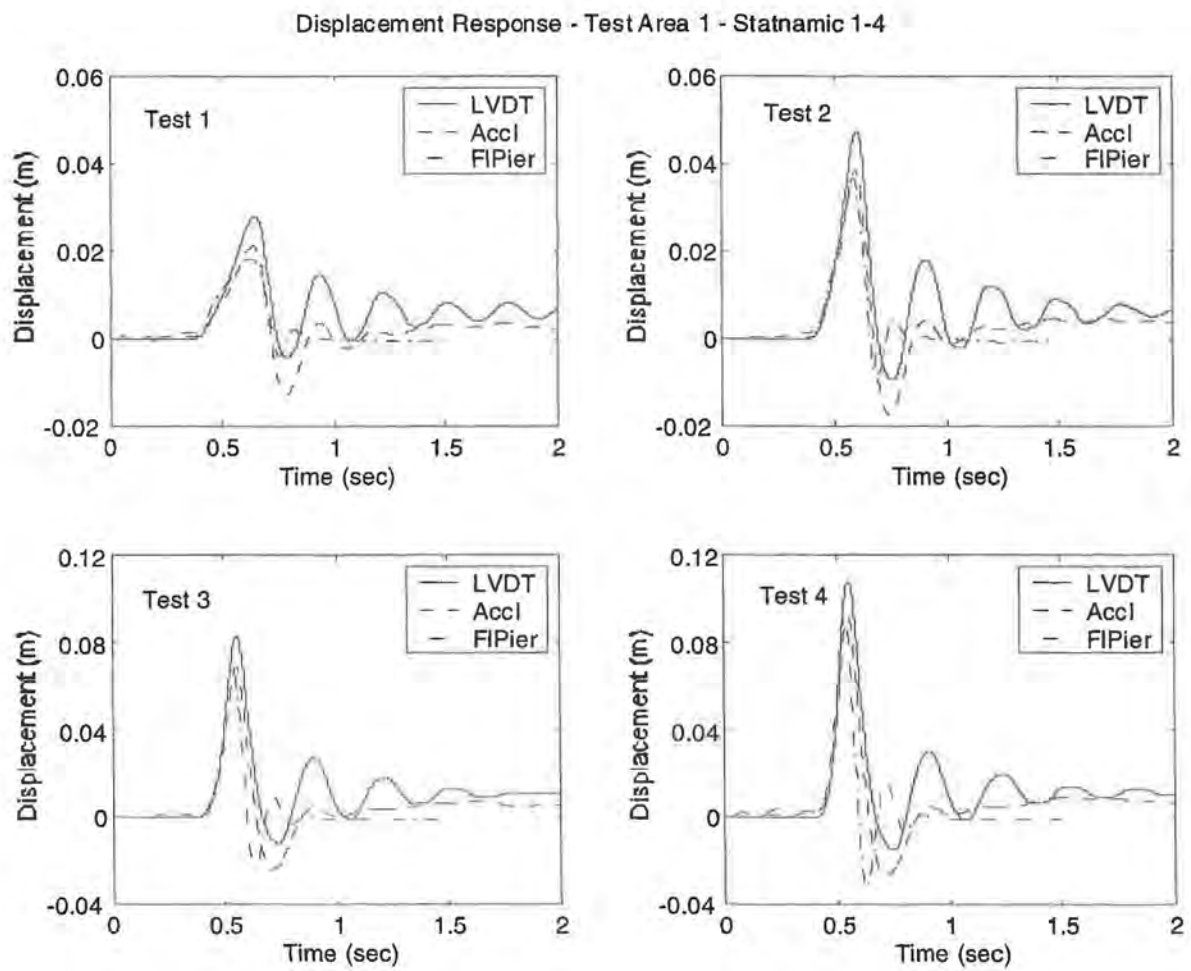 Displacement Response - Test Area 1 - Statnamic 1-4
0.06
0.04
0.02
0
-0.02
Displacement (m)
Test 1
LVDT
Accl
FlPier
0
0.5
1
1.5
2
Time (sec)
0.06
0.04
0.02
0
-0.02
Displacement (m)
Test 2
LVDT
Accl
FlPier
0
0.5
1
1.5
2
Time (sec)
0.12
0.08
0.04
0
-0.04
Displacement (m)
Test 3
LVDT
Accl
FlPier
0
0.5
1
1.5
2
Time (sec)
0.12
0.08
0.04
0
-0.04
Displacement (m)
Test 4
LVDT
Accl
FlPier
0
0.5
1
1.5
2
Time (sec)